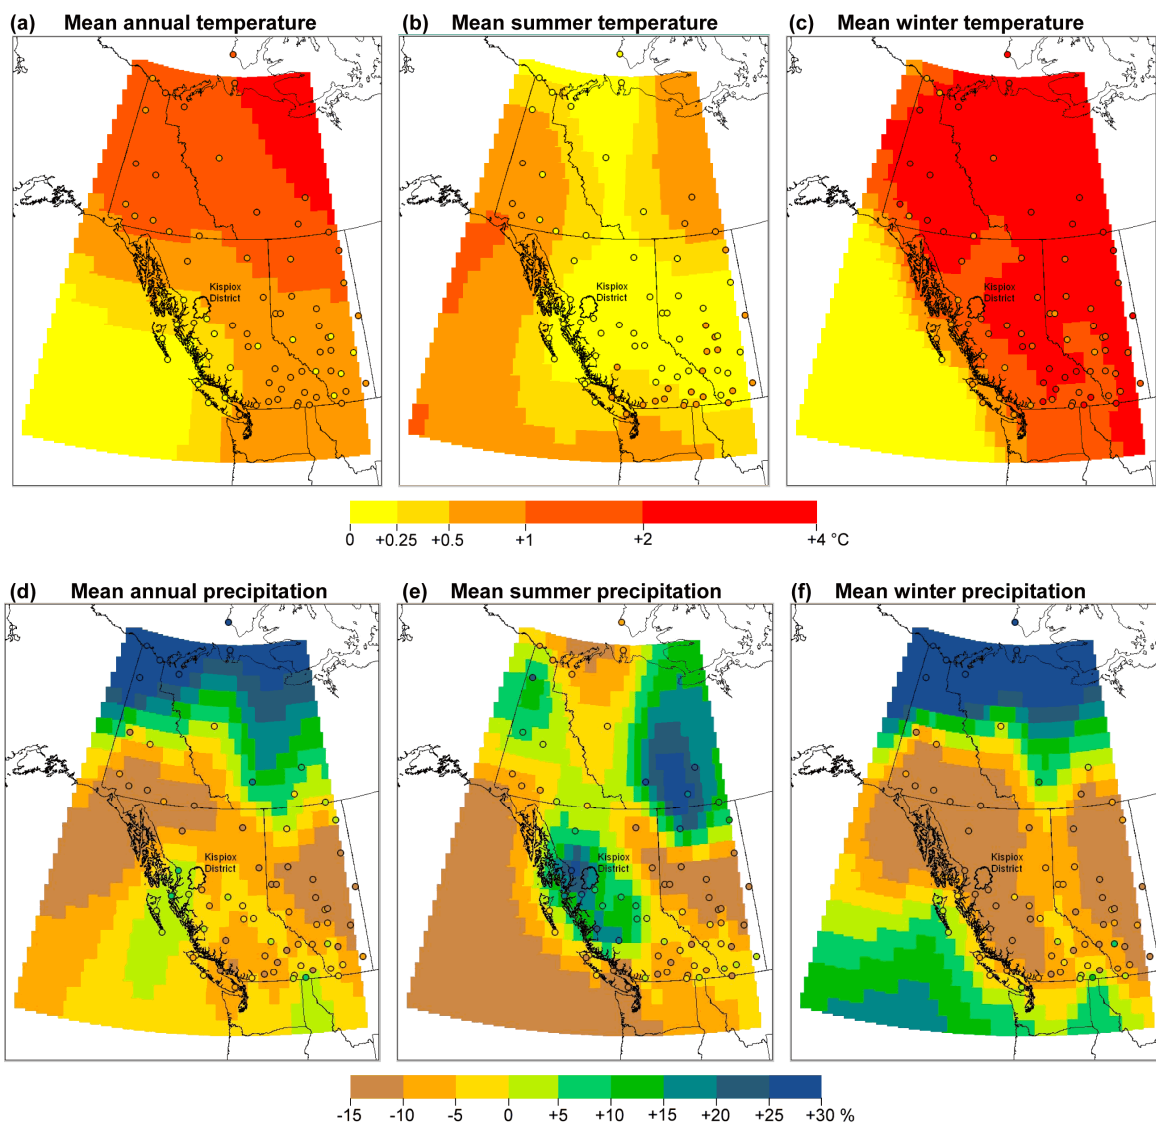 (a) Mean annual temperature
(b) Mean summer temperature
(c) Mean winter temperature
Kispiox
District
Kispiox
District
Kispiox
District
0 +0.25 +0.5 +1 +2 +4 °C
(d) Mean annual precipitation
(e) Mean summer precipitation
(f) Mean winter precipitation
Kispiox
District
Kispiox
District
Kispiox
District
-15 -10 -5 0 +5 +10 +15 +20 +25 +30 %